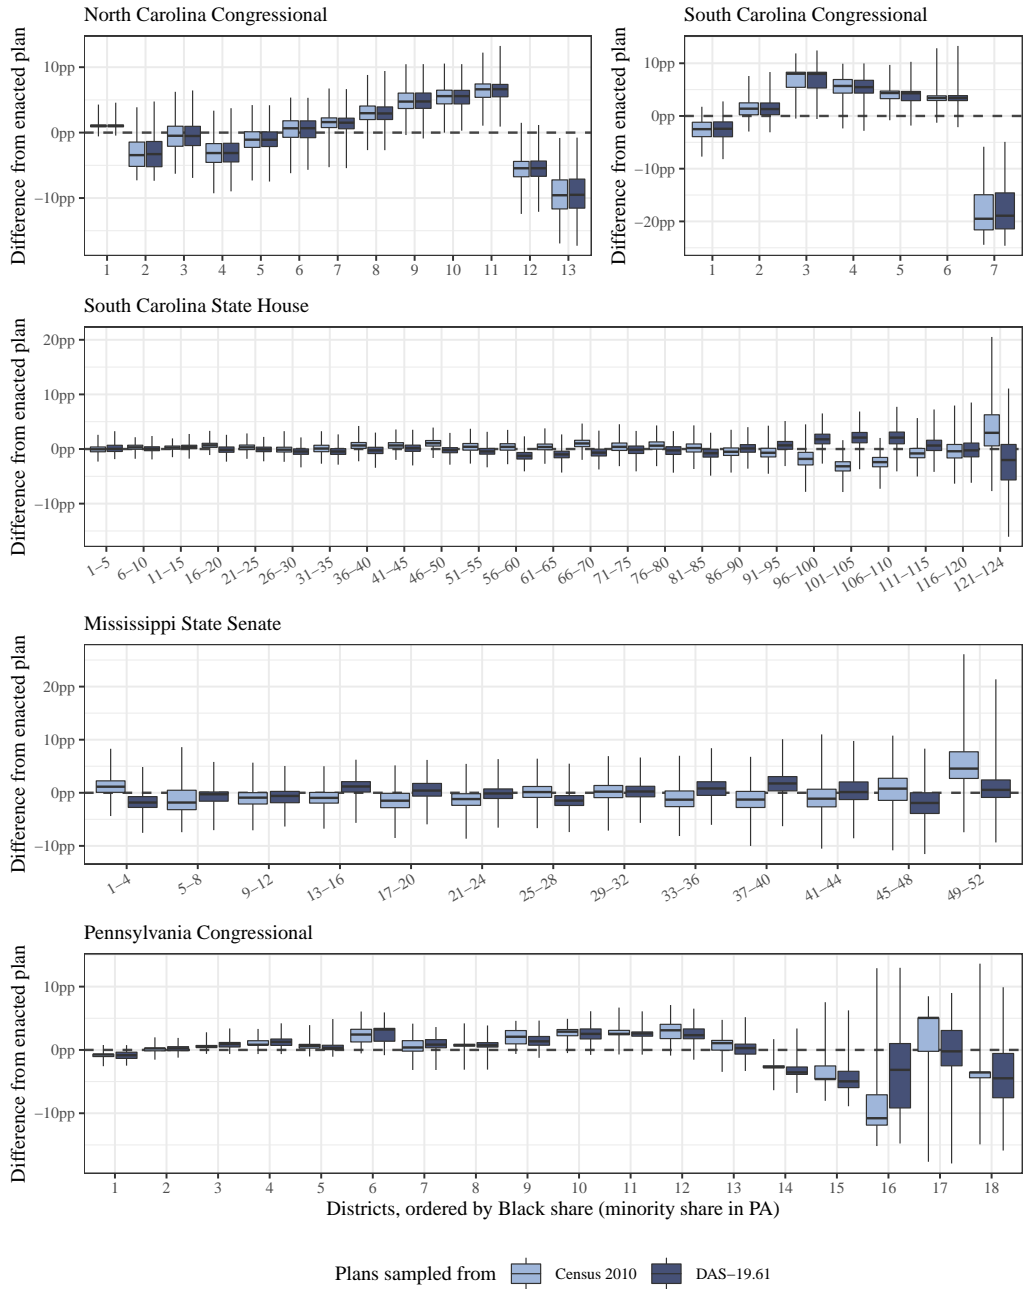 North Carolina Congressional
South Carolina Congressional
Difference from enacted plan
10pp
0pp
−10pp
1 2 3 4 5 6 7 8 9 10 11 12 13
Difference from enacted plan
10pp
0pp
−10pp
−20pp
1 2 3 4 5 6 7
South Carolina State House
Difference from enacted plan
20pp
10pp
0pp
−10pp
1−5 6−10 11−15 16−20 21−25 26−30 31−35 36−40 41−45 46−50 51−55 56−60 61−65 66−70 71−75 76−80 81−85 86−90 91−95 96−100 101−105 106−110 111−115 116−120 121−124
Mississippi State Senate
Difference from enacted plan
20pp
10pp
0pp
−10pp
1−4 5−8 9−12 13−16 17−20 21−24 25−28 29−32 33−36 37−40 41−44 45−48 49−52
Pennsylvania Congressional
Difference from enacted plan
10pp
0pp
−10pp
1 2 3 4 5 6 7 8 9 10 11 12 13 14 15 16 17 18
Districts, ordered by Black share (minority share in PA)
Plans sampled from Census 2010 DAS−19.61